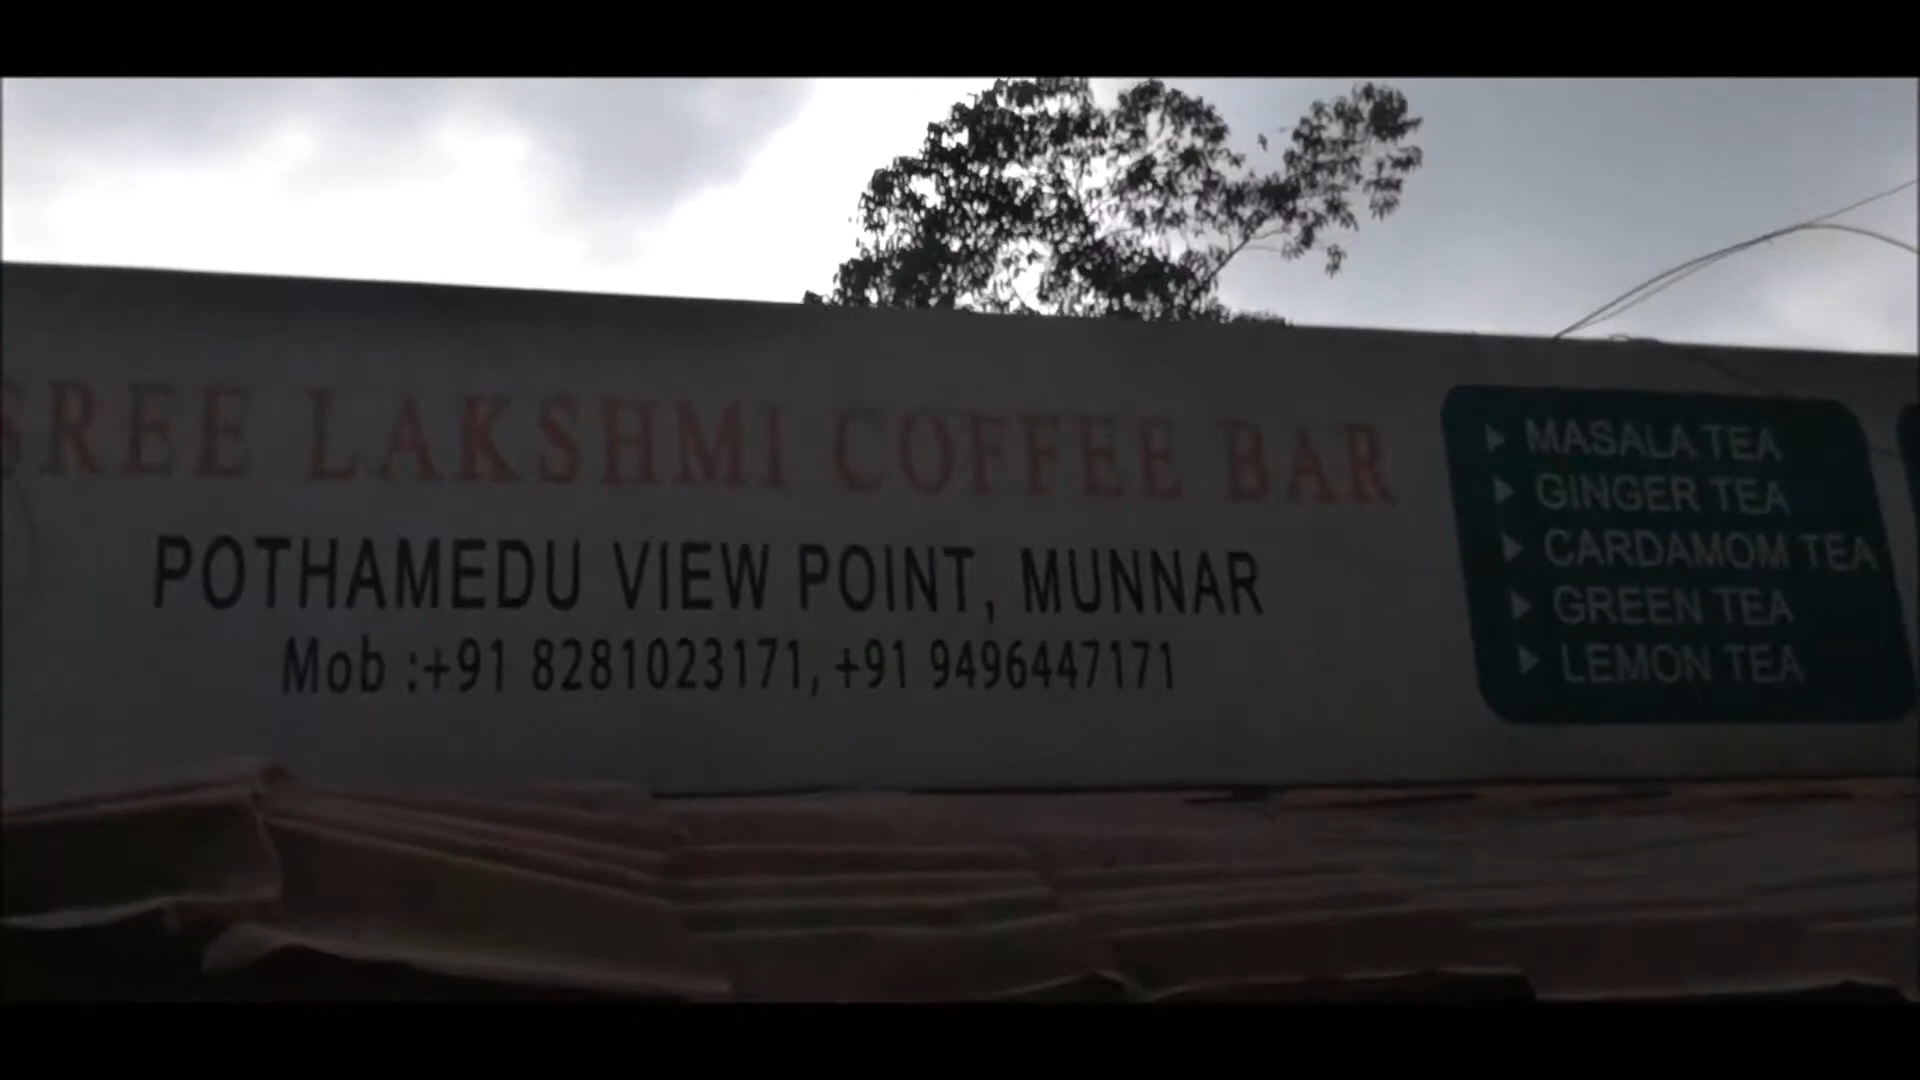 SREE LAKSHMI COFFEE BAR
POTHAMEDU VIEW POINT, MUNNAR
Mob :+91 8281023171, +91 9496447171
MASALA TEA
GINGER TEA
CARDAMOM TEA
GREEN TEA
LEMON TEA